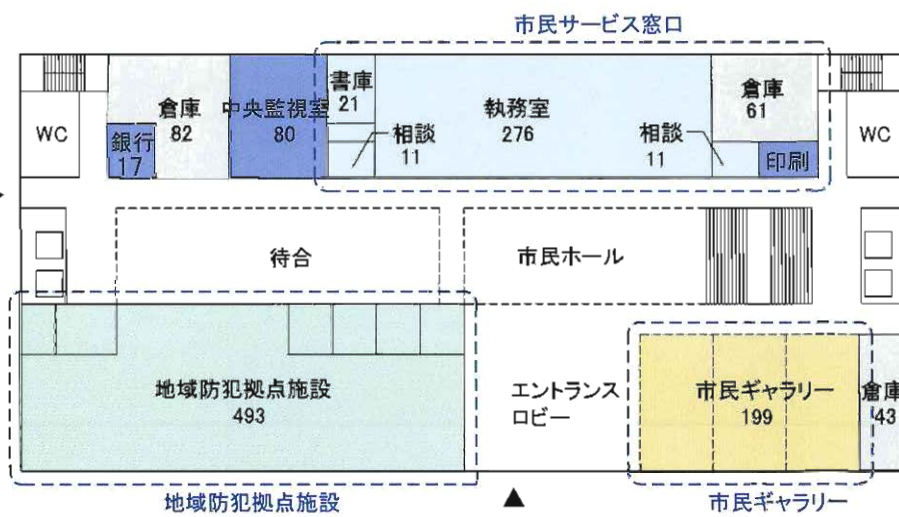 市民サービス窓口
WC
倉庫
82
銀行
17
中央監視室
80
書庫
21
相談
11
執務室
276
相談
11
倉庫
61
印刷
WC
待合
市民ホール
地域防犯拠点施設
493
エントランス
ロビー
市民ギャラリー
199
倉庫
43
地域防犯拠点施設
市民ギャラリー